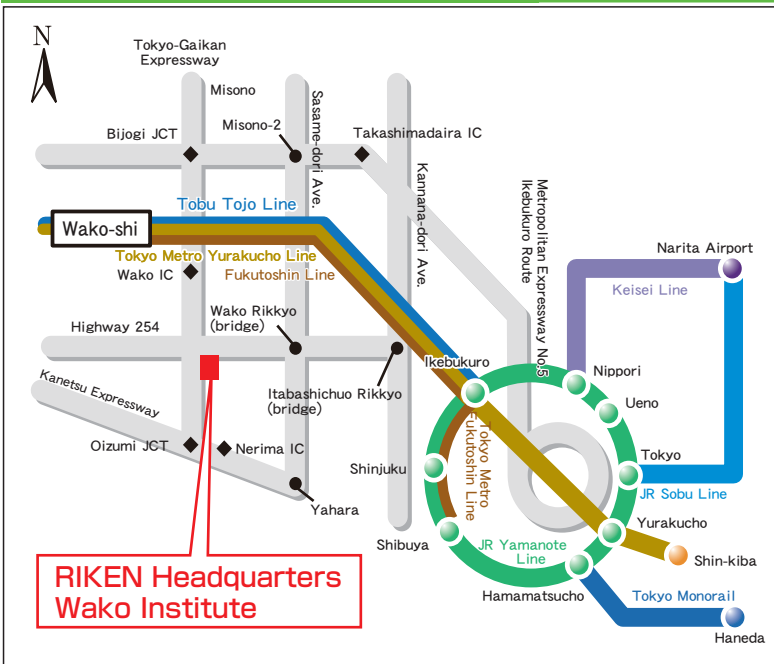 N
Tokyo-Gaikan
Expressway
Misono
Sasame-dori Ave.
Bijogi JCT
Misono-2
Takashimadaira IC
Kannana-dori Ave.
Metropolitan Expressway No.5
Ikebukuro Route
Tobu Tojo Line
Wako-shi
Tokyo Metro Yurakucho Line
Fukutoshin Line
Wako IC
Narita Airport
Keisei Line
Highway 254
Wako Rikkyo
(bridge)
Ikebukuro
Nippori
Kanetsu Expressway
Itabashichuo Rikkyo
(bridge)
Ueno
Oizumi JCT
Nerima IC
Tokyo Metro
Fukutoshin Line
Shinjuku
Tokyo
JR Sobu Line
Yahara
Yurakucho
Shibuya
JR Yamanote
Line
Shin-kiba
RIKEN Headquarters
Wako Institute
Hamamatsucho
Tokyo Monorail
Haneda